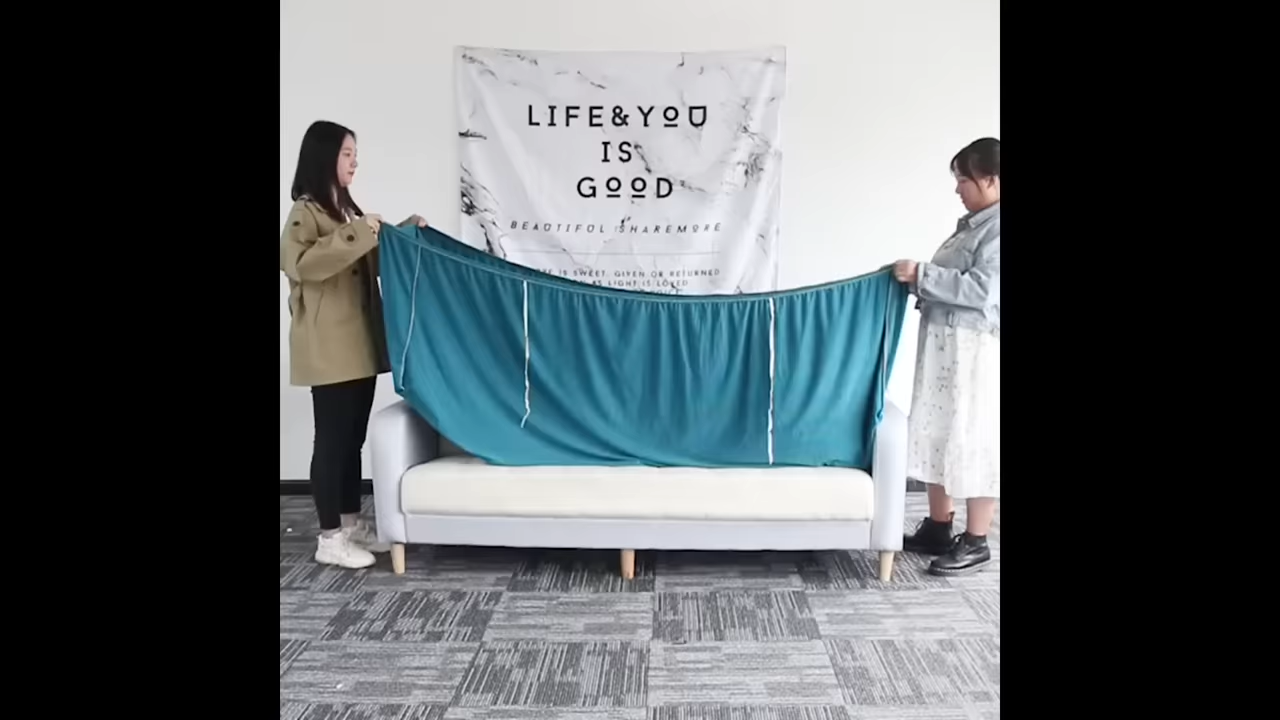 LIFE&YOU
IS
GOOD
BEAUTIFUL SHAREMORE
IS SWEET. GIVEN OR RETURNED
AS LIGHT IS LOVED